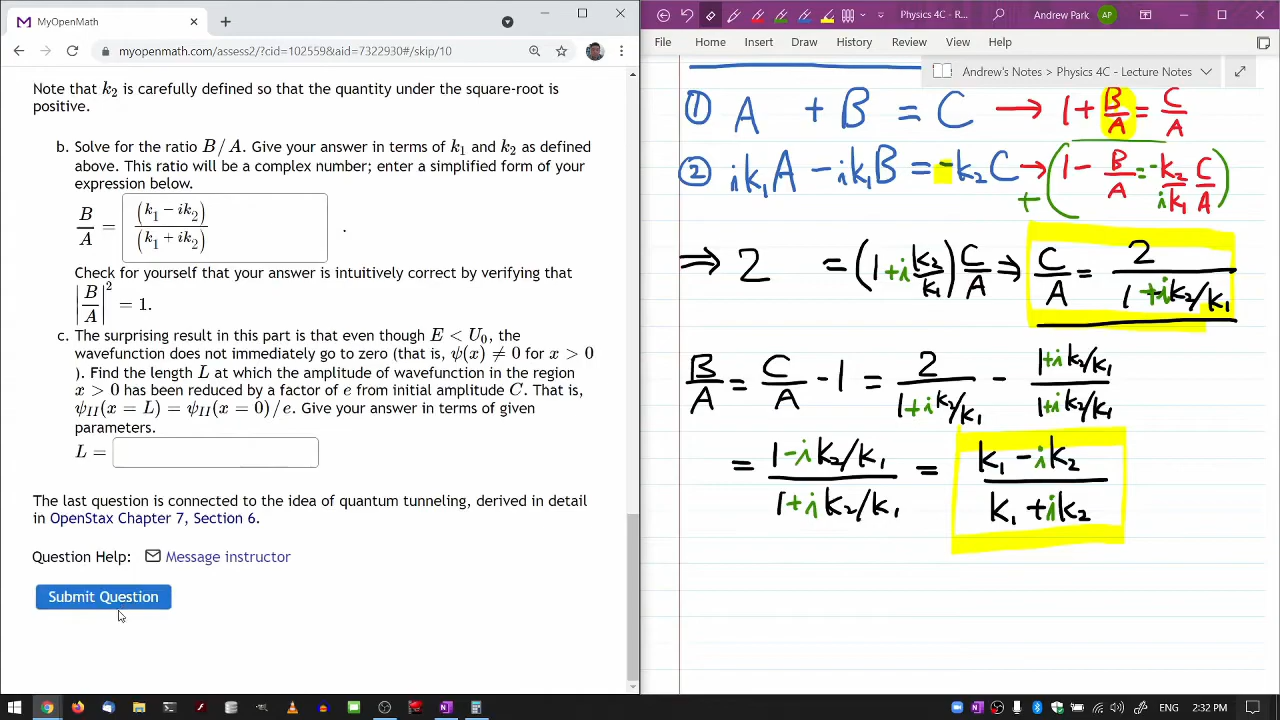 MyOpenMath
myopenmath.com/assess2/?cid=102559&aid=7322930#/skip/10
Note that k₂ is carefully defined so that the quantity under the square-root is
positive.
b. Solve for the ratio B/A. Give your answer in terms of k₁ and k₂ as defined
above. This ratio will be a complex number; enter a simplified form of your
expression below.
B/A = (k₁ − ik₂)/(k₁ + ik₂) .
Check for yourself that your answer is intuitively correct by verifying that
|B/A|² = 1.
c. The surprising result in this part is that even though E < U₀, the
wavefunction does not immediately go to zero (that is, ψ(x) ≠ 0 for x > 0
). Find the length L at which the amplitude of wavefunction in the region
x > 0 has been reduced by a factor of e from initial amplitude C. That is,
ψ_II(x = L) = ψ_II(x = 0)/e. Give your answer in terms of given
parameters.
L =
The last question is connected to the idea of quantum tunneling, derived in detail
in OpenStax Chapter 7, Section 6.
Question Help: Message instructor
Submit Question
Physics 4C - R... Andrew Park AP
File Home Insert Draw History Review View Help
Andrew's Notes > Physics 4C - Lecture Notes
① A + B = C → 1 + B/A = C/A
② ik₁A − ik₁B = −k₂C → + (1 − B/A = −k₂/ik₁ C/A)
⇒ 2 = (1 + i k₂/k₁) C/A ⇒ C/A = 2/(1 + ik₂/k₁)
B/A = C/A − 1 = 2/(1 + ik₂/k₁) − (1 + ik₂/k₁)/(1 + ik₂/k₁)
= (1 − ik₂/k₁)/(1 + ik₂/k₁) = (k₁ − ik₂)/(k₁ + ik₂)
2:32 PM